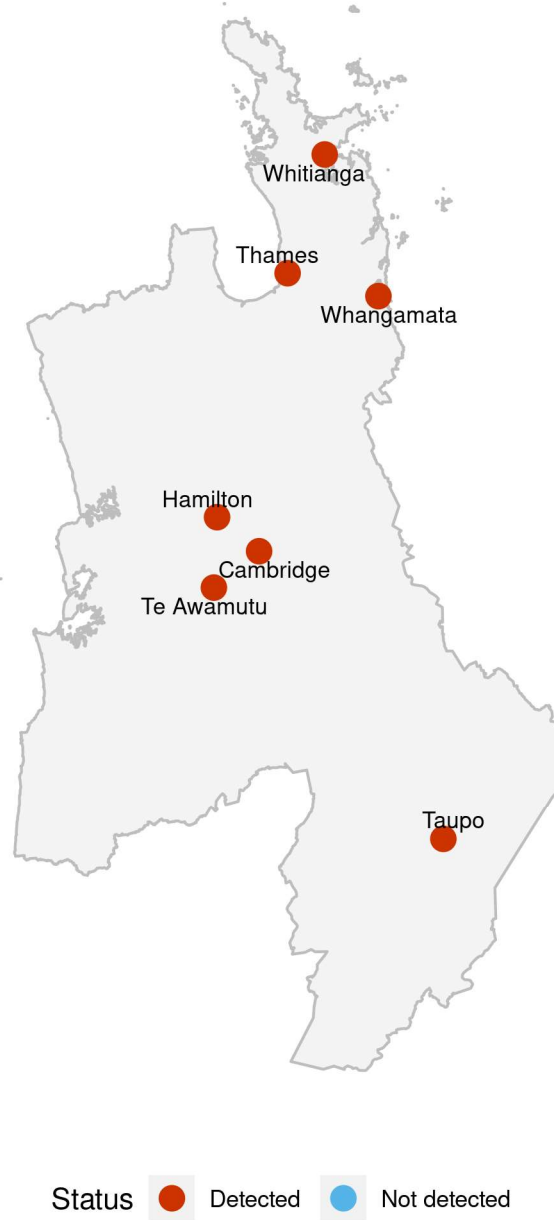 Whitianga
Thames
Whangamata
Hamilton
Cambridge
Te Awamutu
Taupo
Status Detected Not detected